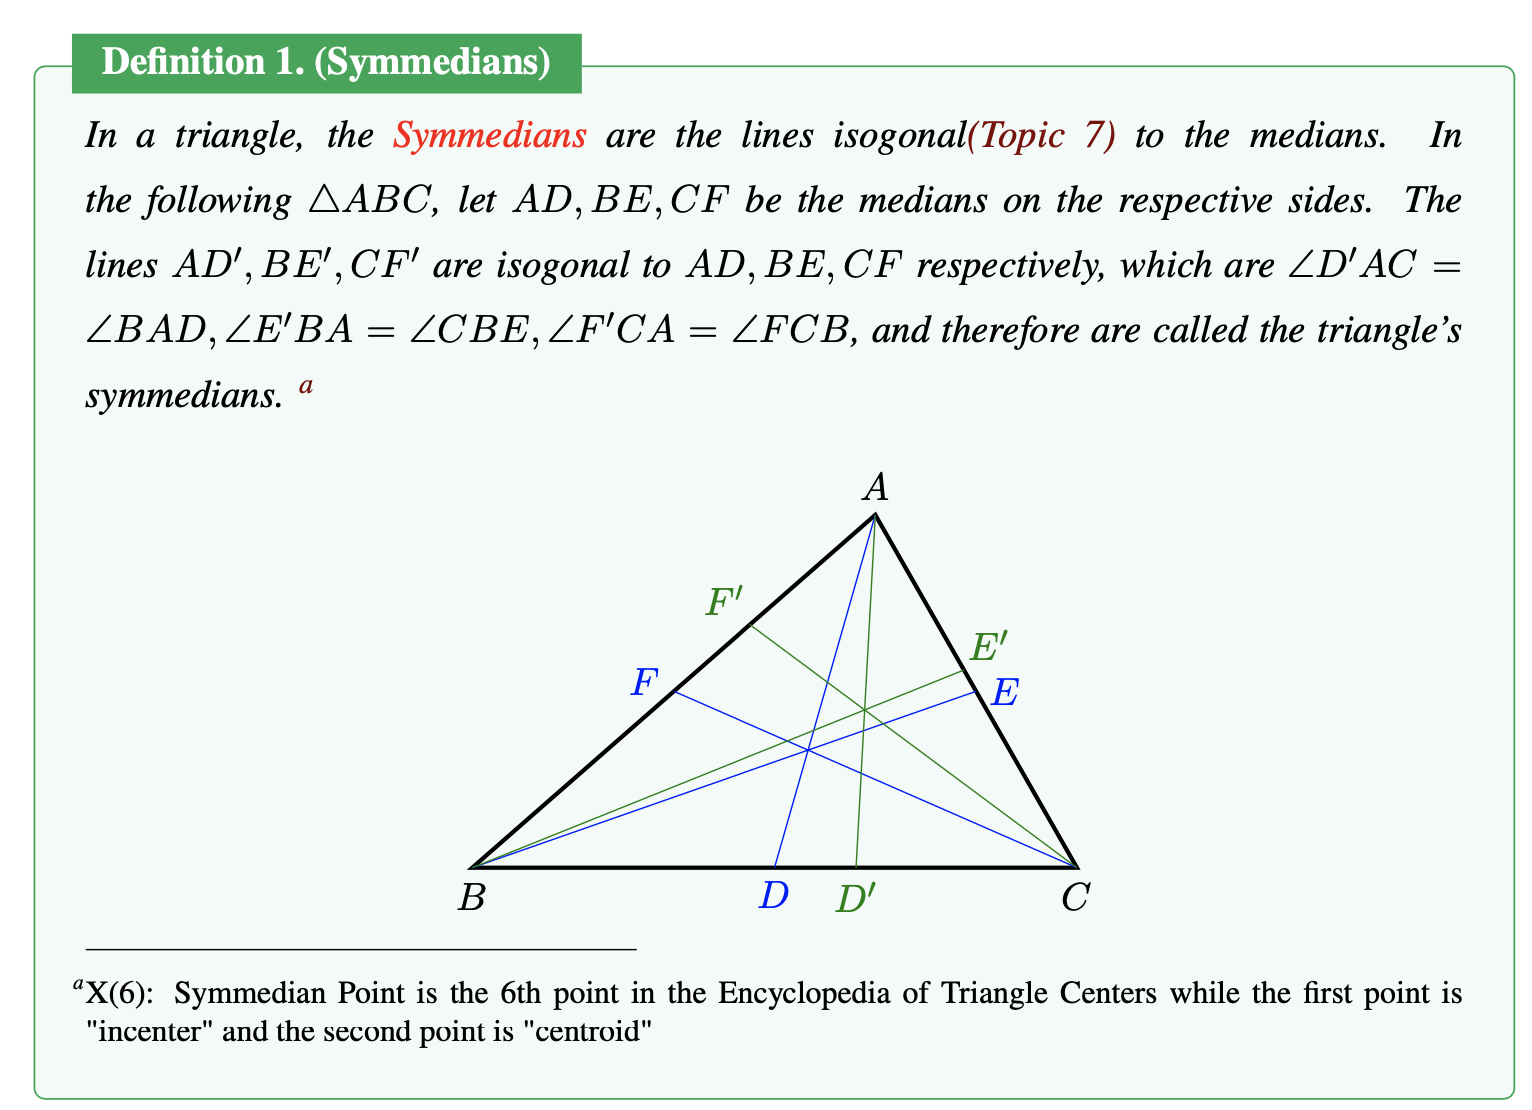 Definition 1. (Symmedians)
In a triangle, the Symmedians are the lines isogonal(Topic 7) to the medians. In
the following △ABC, let AD, BE, CF be the medians on the respective sides. The
lines AD′, BE′, CF′ are isogonal to AD, BE, CF respectively, which are ∠D′AC =
∠BAD, ∠E′BA = ∠CBE, ∠F′CA = ∠FCB, and therefore are called the triangle’s
symmedians. a
A
F′
E′
F
E
B
D
D′
C
aX(6): Symmedian Point is the 6th point in the Encyclopedia of Triangle Centers while the first point is
"incenter" and the second point is "centroid"